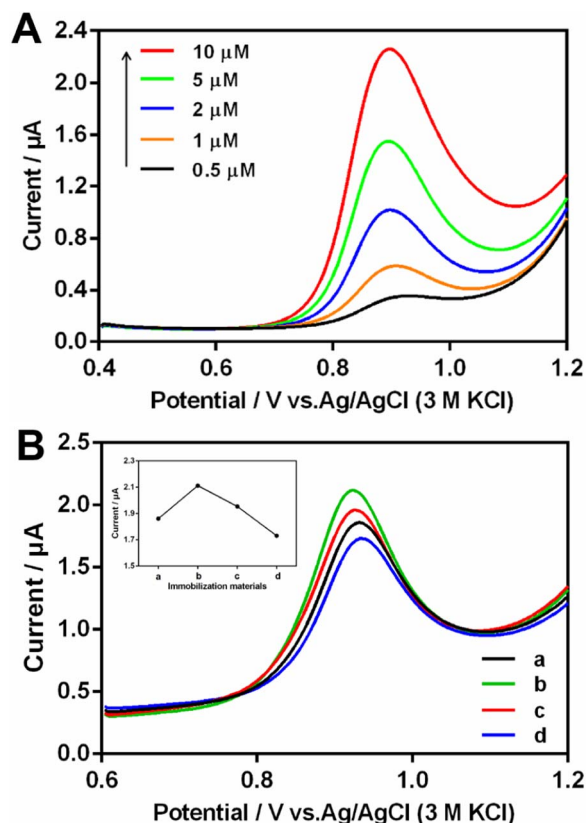 A
2.4
2.0
1.6
1.2
0.8
0.4
0.0
Current / µA
10 µM
5 µM
2 µM
1 µM
0.5 µM
0.4 0.6 0.8 1.0 1.2
Potential / V vs.Ag/AgCl (3 M KCl)
B
2.5
2.0
1.5
1.0
0.5
0.0
Current / µA
2.3
2.1
1.9
1.7
1.5
Current / µA
a b c d
Immobilization materials
a
b
c
d
0.6 0.8 1.0 1.2
Potential / V vs.Ag/AgCl (3 M KCl)